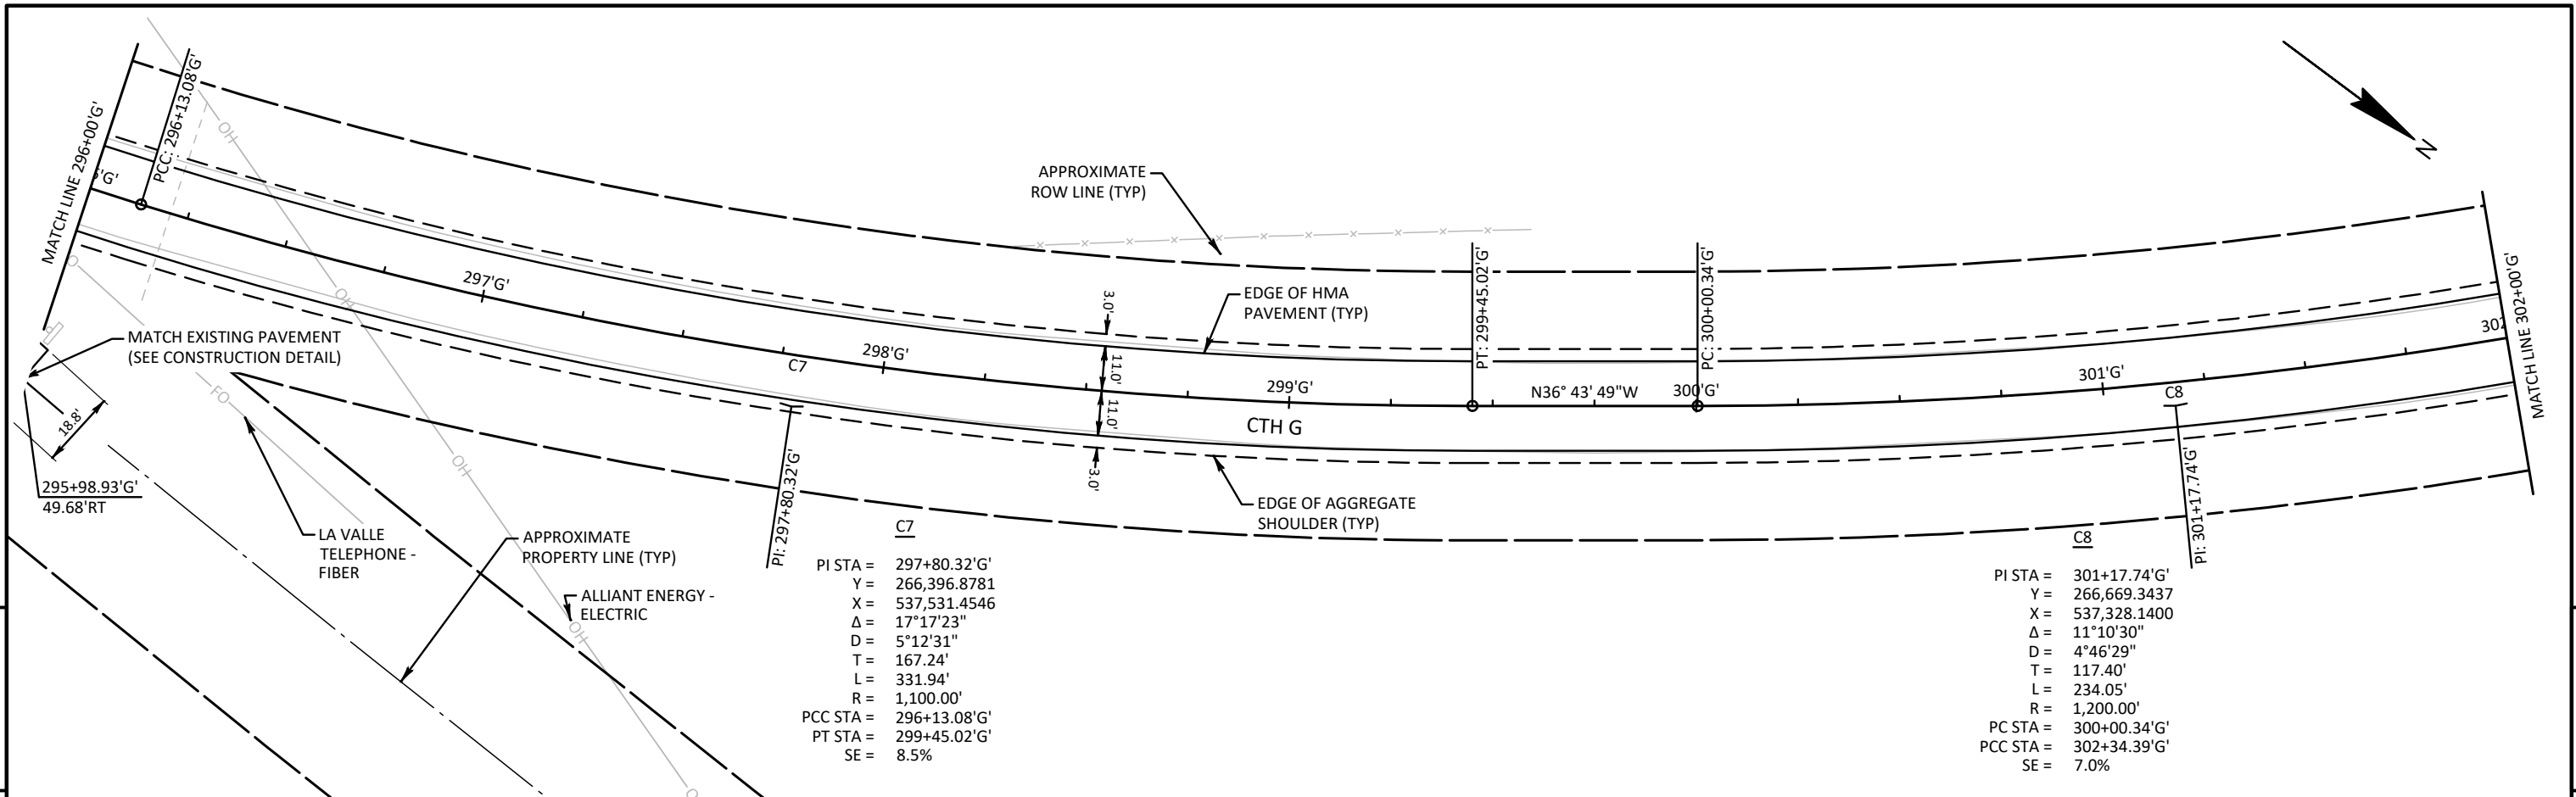 MATCH LINE 296+00'G'
PCC: 296+13.08'G'
'G'
OH
OH
OH
OH
297'G'
298'G'
299'G'
300'G'
301'G'
302
C7
C8
APPROXIMATE
ROW LINE (TYP)
EDGE OF HMA
PAVEMENT (TYP)
3.0'
11.0'
11.0'
3.0'
PT: 299+45.02'G'
PC: 300+00.34'G'
N36° 43' 49"W
CTH G
N
MATCH LINE 302+00'G'
MATCH EXISTING PAVEMENT
(SEE CONSTRUCTION DETAIL)
FO
18.8'
295+98.93'G'
49.68'RT
LA VALLE
TELEPHONE -
FIBER
APPROXIMATE
PROPERTY LINE (TYP)
ALLIANT ENERGY -
ELECTRIC
PI: 297+80.32'G'
EDGE OF AGGREGATE
SHOULDER (TYP)
PI: 301+17.74'G'
C7
PI STA = 297+80.32'G'
Y = 266,396.8781
X = 537,531.4546
Δ = 17°17'23"
D = 5°12'31"
T = 167.24'
L = 331.94'
R = 1,100.00'
PCC STA = 296+13.08'G'
PT STA = 299+45.02'G'
SE = 8.5%
C8
PI STA = 301+17.74'G'
Y = 266,669.3437
X = 537,328.1400
Δ = 11°10'30"
D = 4°46'29"
T = 117.40'
L = 234.05'
R = 1,200.00'
PC STA = 300+00.34'G'
PCC STA = 302+34.39'G'
SE = 7.0%